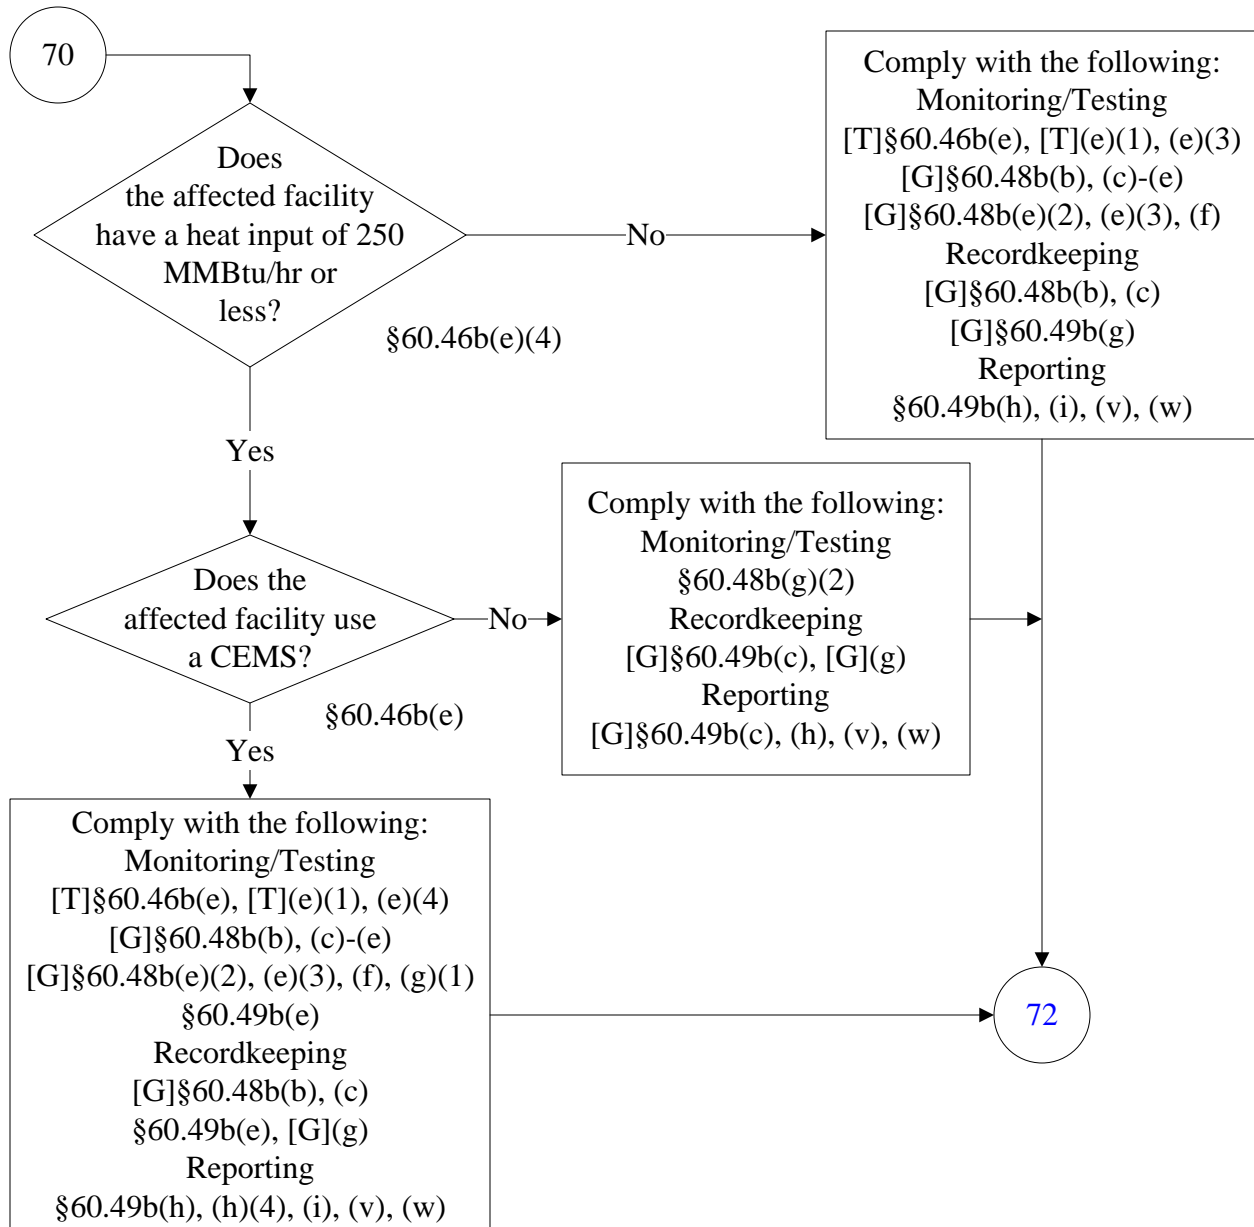 70
Does
the affected facility
have a heat input of 250
MMBtu/hr or
less?
§60.46b(e)(4)
No
Comply with the following:
Monitoring/Testing
[T]§60.46b(e), [T](e)(1), (e)(3)
[G]§60.48b(b), (c)-(e)
[G]§60.48b(e)(2), (e)(3), (f)
Recordkeeping
[G]§60.48b(b), (c)
[G]§60.49b(g)
Reporting
§60.49b(h), (i), (v), (w)
Yes
Does the
affected facility use
a CEMS?
§60.46b(e)
No
Comply with the following:
Monitoring/Testing
§60.48b(g)(2)
Recordkeeping
[G]§60.49b(c), [G](g)
Reporting
[G]§60.49b(c), (h), (v), (w)
Yes
Comply with the following:
Monitoring/Testing
[T]§60.46b(e), [T](e)(1), (e)(4)
[G]§60.48b(b), (c)-(e)
[G]§60.48b(e)(2), (e)(3), (f), (g)(1)
§60.49b(e)
Recordkeeping
[G]§60.48b(b), (c)
§60.49b(e), [G](g)
Reporting
§60.49b(h), (h)(4), (i), (v), (w)
72